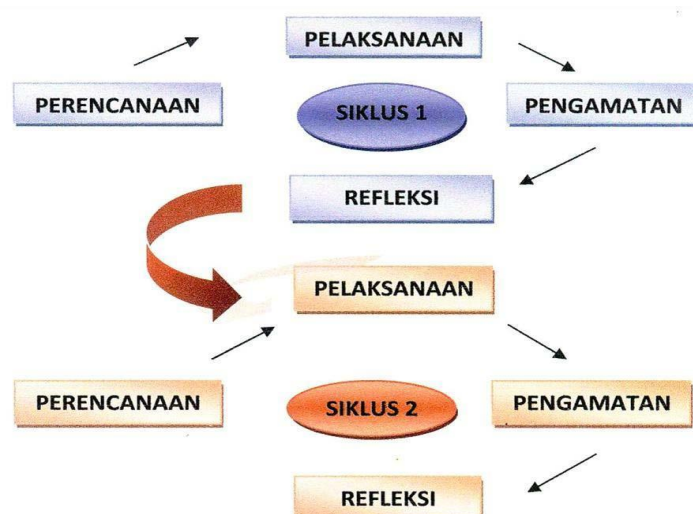 PELAKSANAAN
PERENCANAAN
SIKLUS 1
PENGAMATAN
REFLEKSI
PELAKSANAAN
PERENCANAAN
SIKLUS 2
PENGAMATAN
REFLEKSI